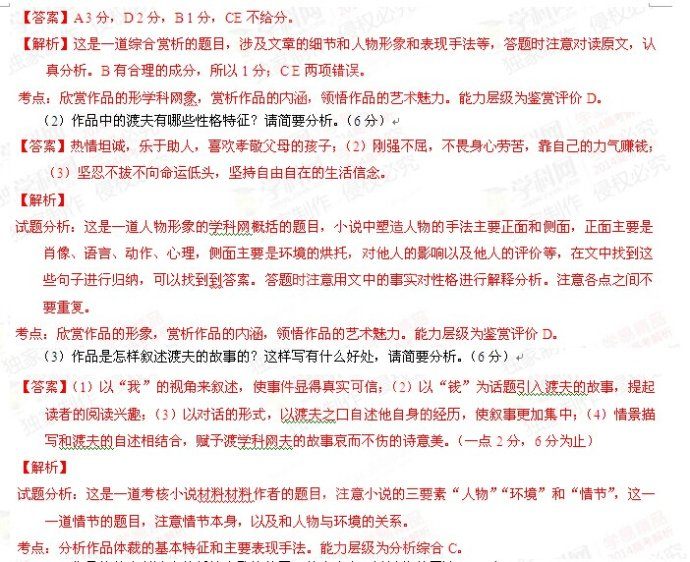 【答案】A3分，D2分，B1分，CE不给分。
【解析】这是一道综合赏析的题目，涉及文章的细节和人物形象和表现手法等，答题时注意对读原文，认
真分析。B有合理的成分，所以1分；CE两项错误。
考点：欣赏作品的形学科网象，赏析作品的内涵，领悟作品的艺术魅力。能力层级为鉴赏评价D。
（2）作品中的渡夫有哪些性格特征？请简要分析。（6分）
【答案】热情坦诚，乐于助人，喜欢孝敬父母的孩子；（2）刚强不屈，不畏身心劳苦，靠自己的力气赚钱；
（3）坚忍不拔不向命运低头，坚持自由自在的生活信念。
【解析】
试题分析：这是一道人物形象的学科网概括的题目，小说中塑造人物的手法主要正面和侧面，正面主要是
肖像、语言、动作、心理，侧面主要是环境的烘托，对他人的影响以及他人的评价等，在文中找到这
些句子进行归纳，可以找到到答案。答题时注意用文中的事实对性格进行解释分析。注意各点之间不
要重复。
考点：欣赏作品的形象，赏析作品的内涵，领悟作品的艺术魅力。能力层级为鉴赏评价D。
（3）作品是怎样叙述渡夫的故事的？这样写有什么好处，请简要分析。（6分）
【答案】（1）以“我”的视角来叙述，使事件显得真实可信；（2）以“钱”为话题引入渡夫的故事，提起
读者的阅读兴趣；（3）以对话的形式，以渡夫之口自述他自身的经历，使叙事更加集中；（4）情景描
写和渡夫的自述相结合，赋予渡学科网夫的故事哀而不伤的诗意美。（一点2分，6分为止）
【解析】
试题分析：这是一道考核小说材料材料作者的题目，注意小说的三要素“人物”“环境”和“情节”，这一
一道情节的题目，注意情节本身，以及和人物与环境的关系。
考点：分析作品体裁的基本特征和主要表现手法。能力层级为分析综合C。